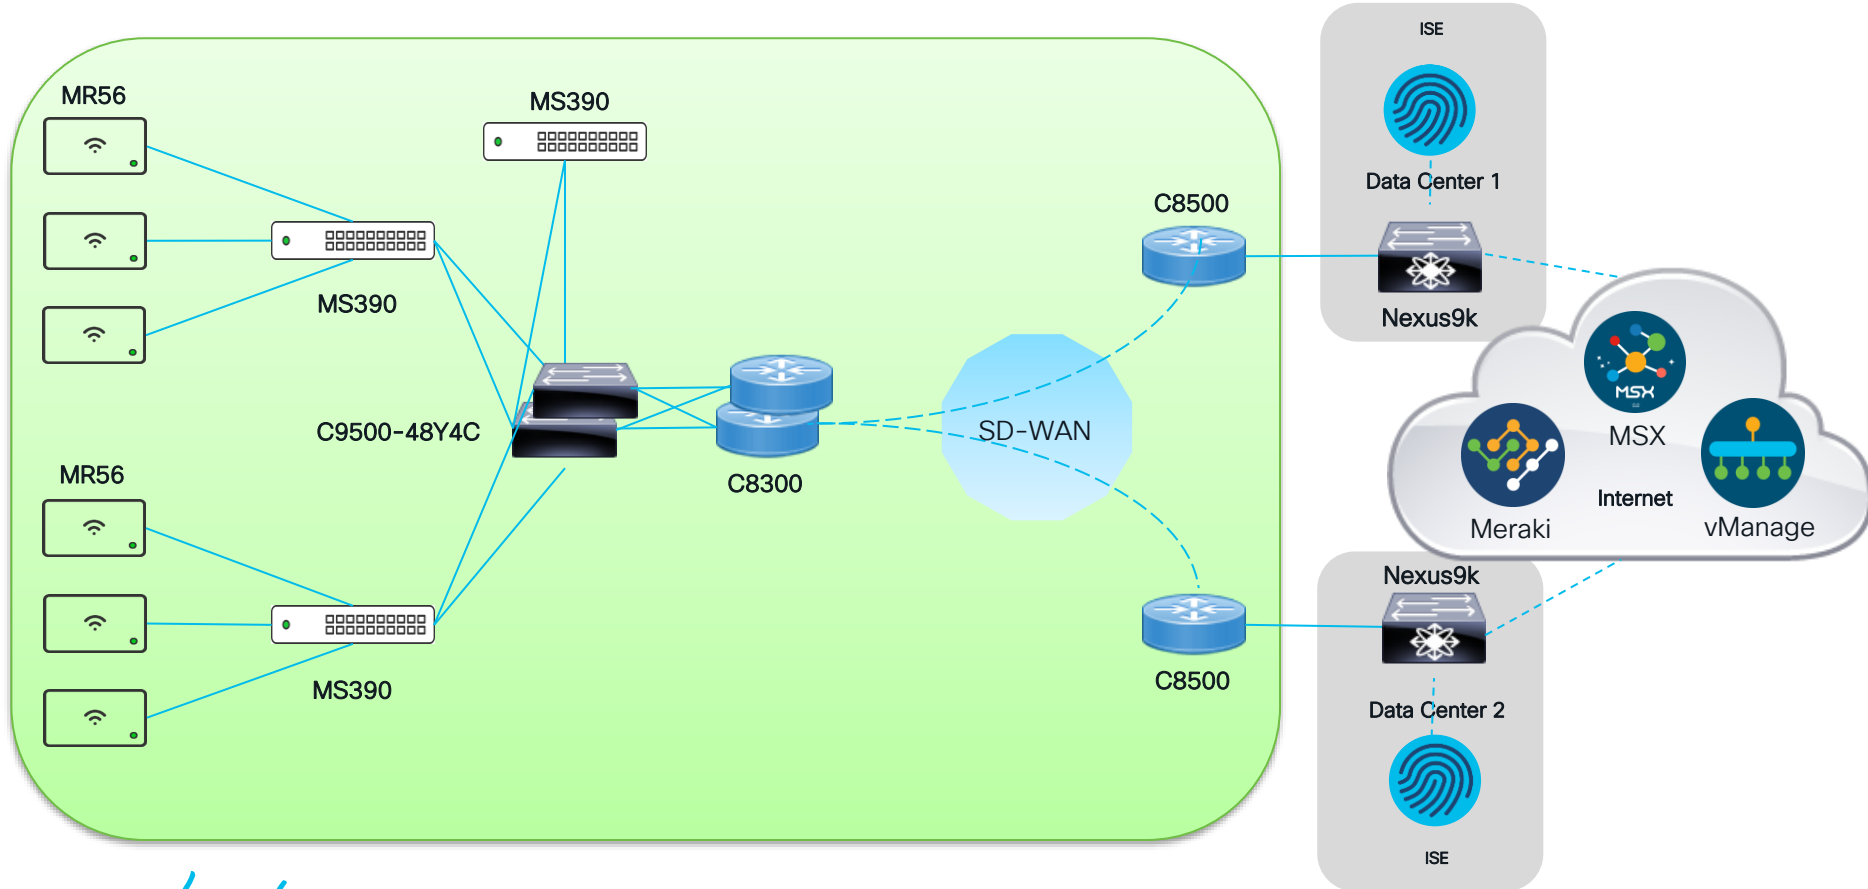 ISE
MR56
MS390
Data Center 1
C8500
MS390
Nexus9k
MSX
MSX
C9500-48Y4C
SD-WAN
C8300
Internet
Meraki
vManage
MR56
Nexus9k
MS390
C8500
Data Center 2
ISE